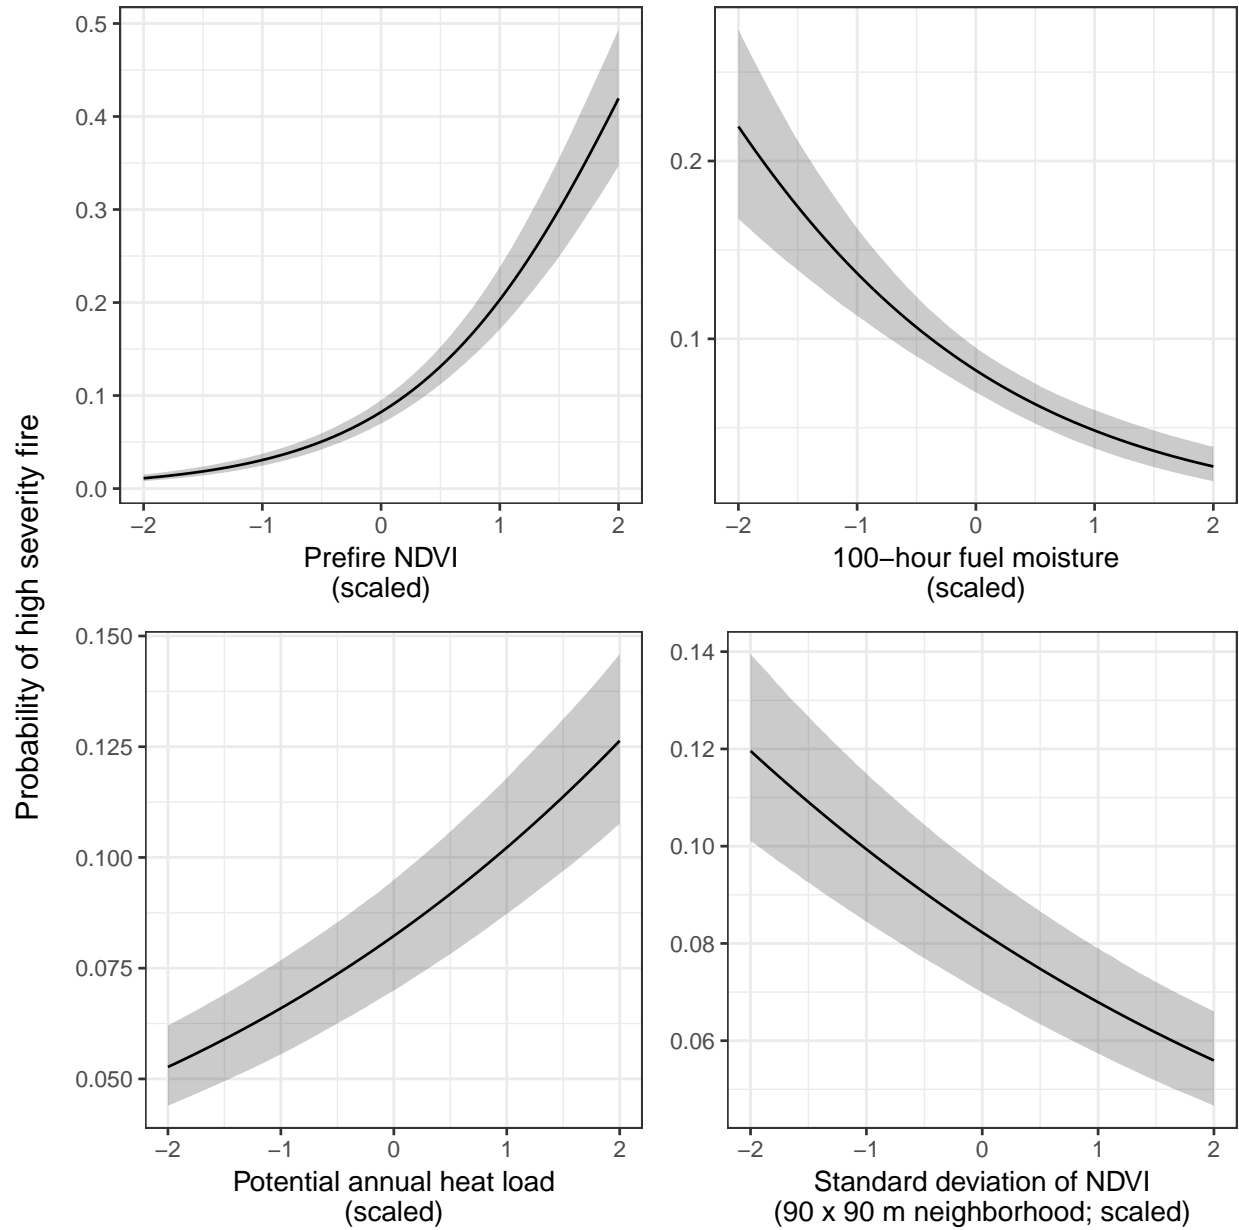 Probability of high severity fire
0.5
0.4
0.3
0.2
0.1
0.0
−2 −1 0 1 2
Prefire NDVI
(scaled)
0.2
0.1
−2 −1 0 1 2
100−hour fuel moisture
(scaled)
0.150
0.125
0.100
0.075
0.050
−2 −1 0 1 2
Potential annual heat load
(scaled)
0.14
0.12
0.10
0.08
0.06
−2 −1 0 1 2
Standard deviation of NDVI
(90 x 90 m neighborhood; scaled)